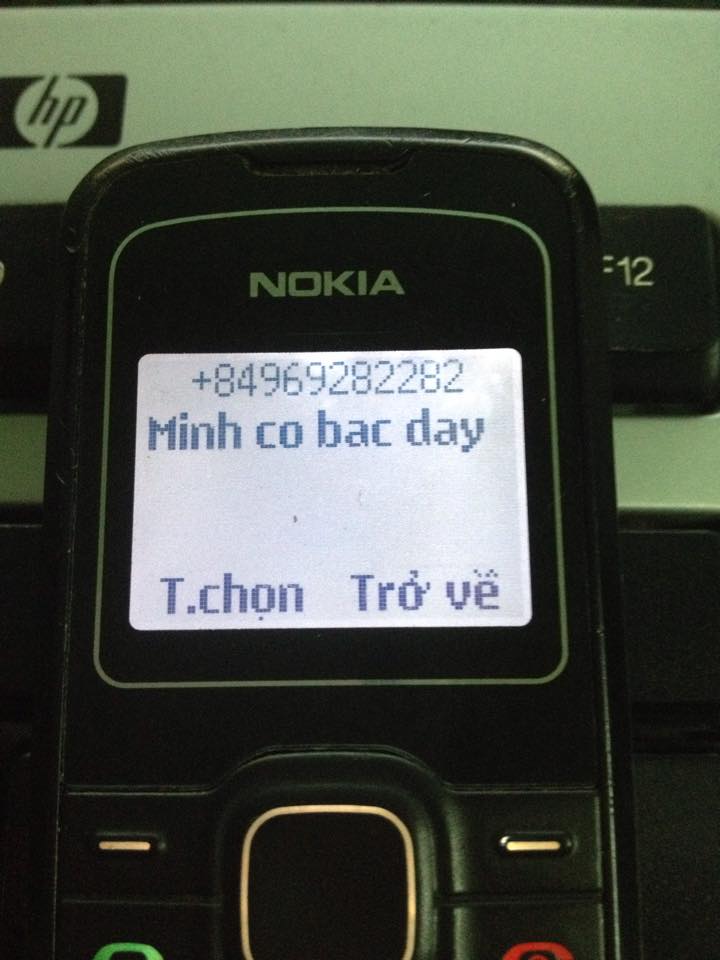 hp
F12
NOKIA
+84969282282
Minh co bac day
T.chọn Trở về